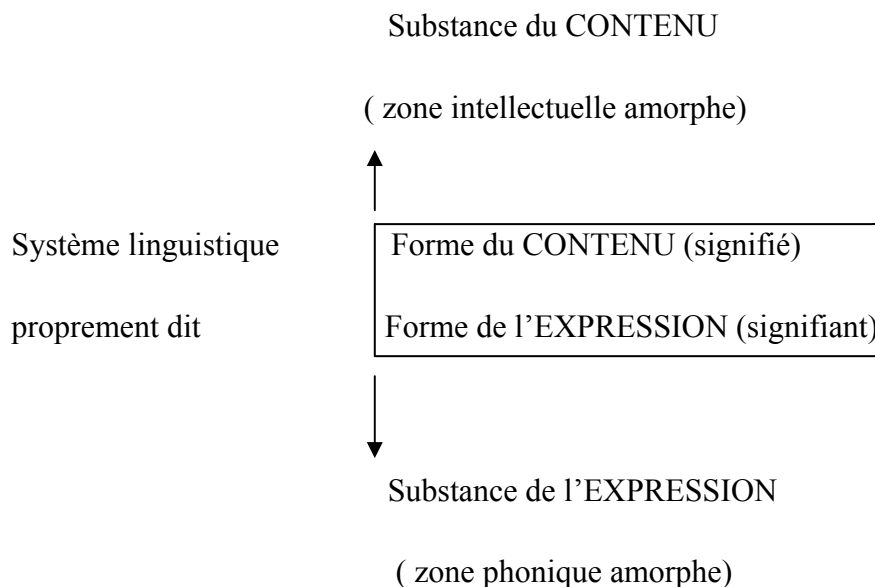 Substance du CONTENU
( zone intellectuelle amorphe)
Système linguistique Forme du CONTENU (signifié)
proprement dit Forme de l’EXPRESSION (signifiant)
Substance de l’EXPRESSION
( zone phonique amorphe)